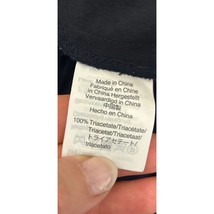 Made in China
Fabriqué en Chine
In China Hergestellt
Vervaardigd in China
中国製
Hecho en China
100% Triacetate/Triacétate/
Triacetat/Triacetaat/
トリアセテート/
triacetato